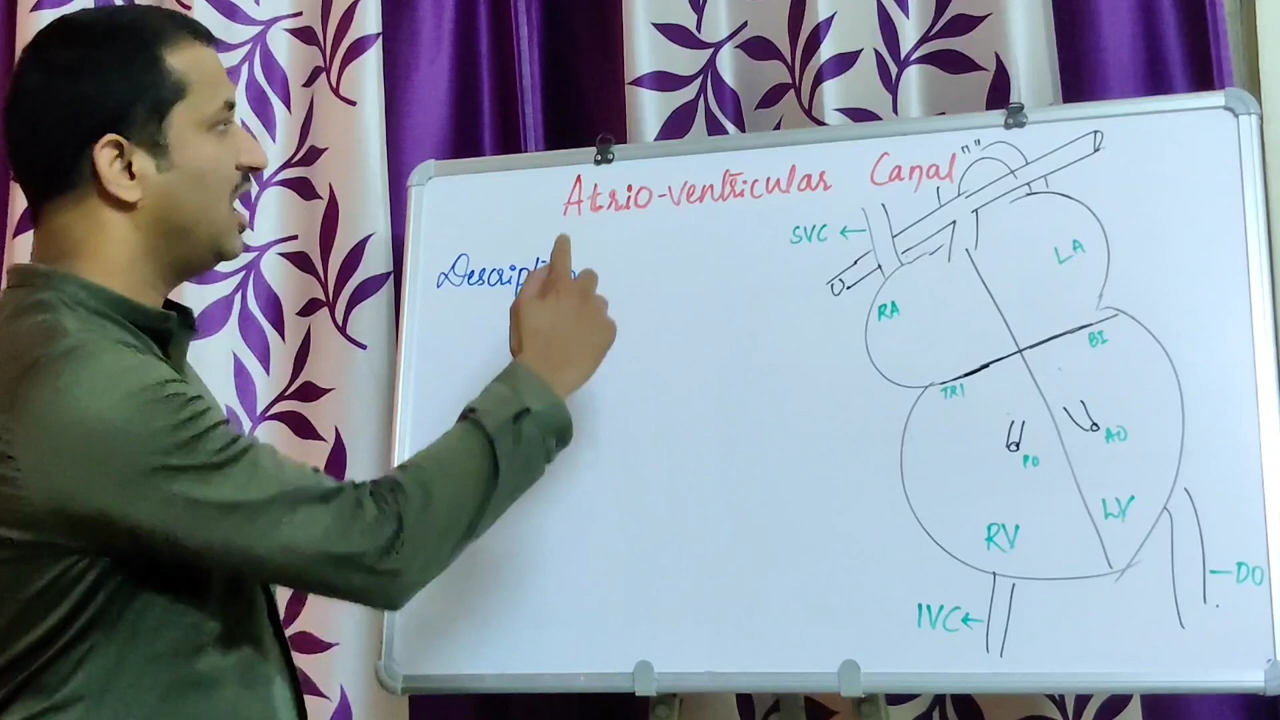 Atrio-ventricular Canal
SVC ←
LA
RA
BI
TRI
AO
PO
LV
RV
DO
IVC←